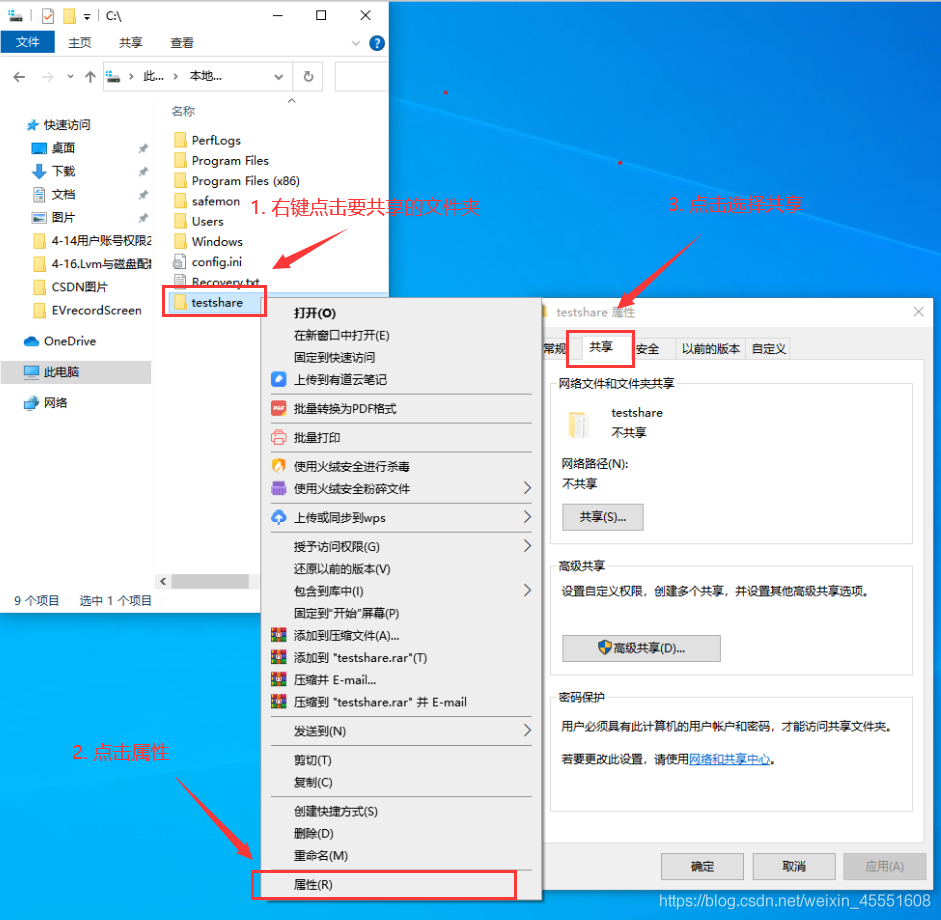 C:\
文件 主页 共享 查看
此... 本地...
名称
快速访问
桌面
下载
文档
图片
4-14用户账号权限2
4-16.Lvm与磁盘配
CSDN图片
EVrecordScreen
OneDrive
此电脑
网络
PerfLogs
Program Files
Program Files (x86)
safemon
Users
Windows
config.ini
Recovery.txt
testshare
9 个项目 选中 1 个项目
1. 右键点击要共享的文件夹
2. 点击属性
3. 点击选择共享
打开(O)
在新窗口中打开(E)
固定到快速访问
上传到有道云笔记
PDF
批量转换为PDF格式
批量打印
使用火绒安全进行杀毒
使用火绒安全粉碎文件
上传或同步到wps
授予访问权限(G)
还原以前的版本(V)
包含到库中(I)
固定到"开始"屏幕(P)
添加到压缩文件(A)...
添加到 "testshare.rar"(T)
压缩并 E-mail...
压缩到 "testshare.rar" 并 E-mail
发送到(N)
剪切(T)
复制(C)
创建快捷方式(S)
删除(D)
重命名(M)
属性(R)
testshare 属性
常规 共享 安全 以前的版本 自定义
网络文件和文件夹共享
testshare
不共享
网络路径(N):
不共享
共享(S)...
高级共享
设置自定义权限，创建多个共享，并设置其他高级共享选项。
高级共享(D)...
密码保护
用户必须具有此计算机的用户帐户和密码，才能访问共享文件夹。
若要更改此设置，请使用网络和共享中心。
确定 取消 应用(A)
https://blog.csdn.net/weixin_45551608